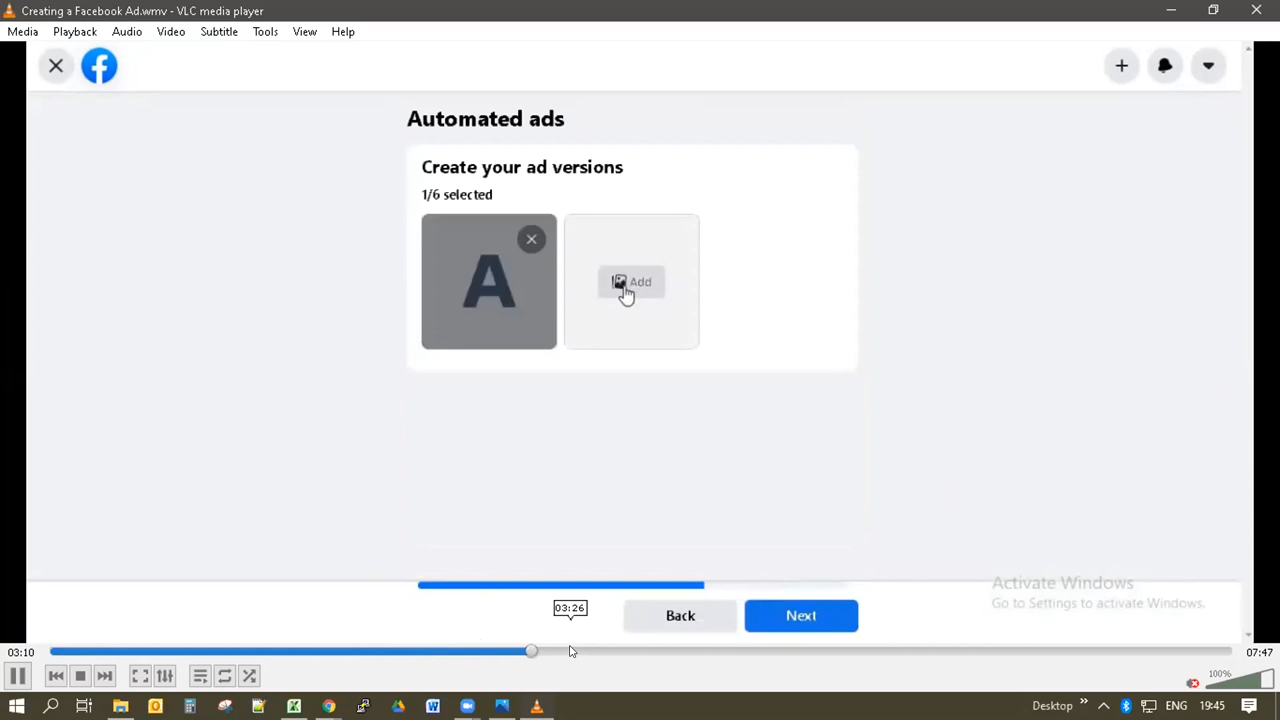 Creating a Facebook Ad.wmv - VLC media player
Media Playback Audio Video Subtitle Tools View Help
Automated ads
Create your ad versions
1/6 selected
A
Add
Activate Windows
Go to Settings to activate Windows.
03:26
Back Next
03:10 07:47
100%
Desktop ENG 19:45